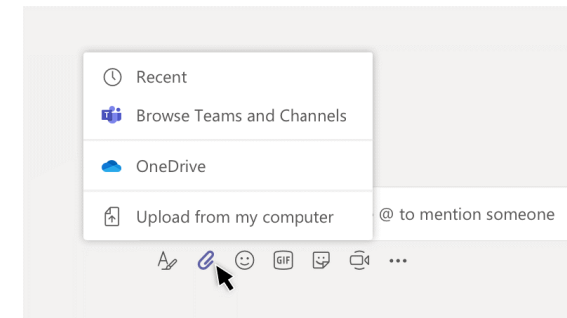 Recent
Browse Teams and Channels
OneDrive
Upload from my computer
@ to mention someone
GIF